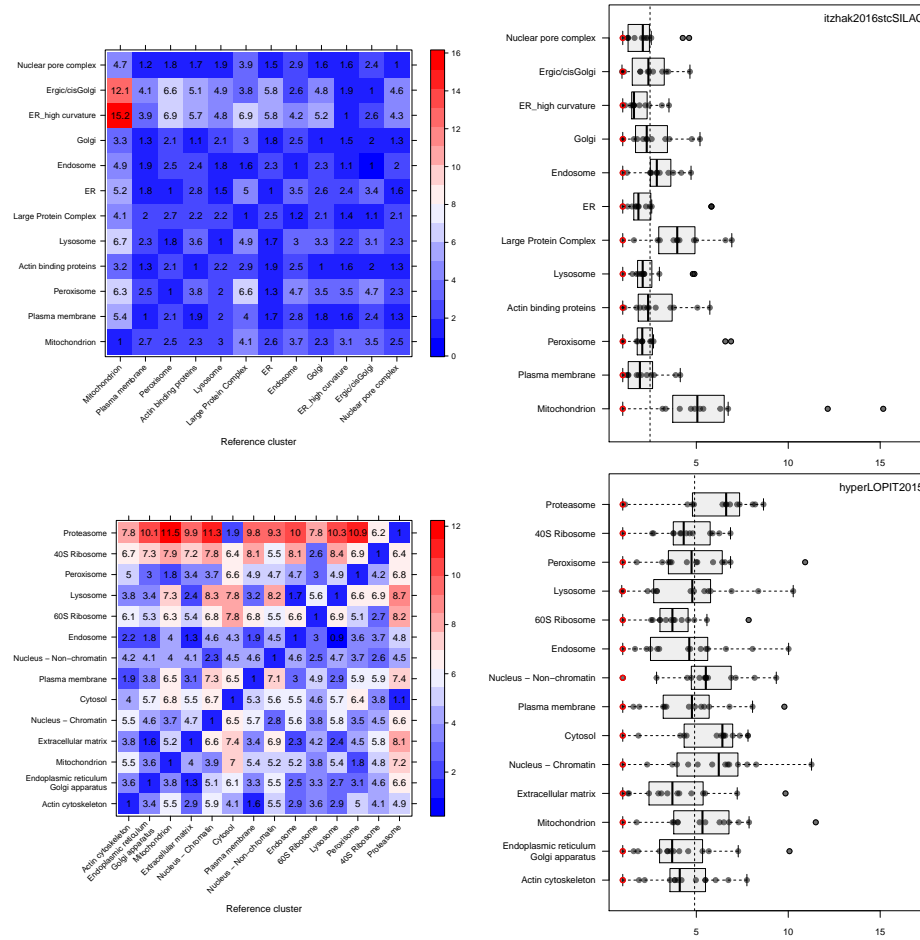 Nuclear pore complex 4.7 1.2 1.8 1.7 1.9 3.9 1.5 2.9 1.6 1.6 2.4 1
Ergic/cisGolgi 12.1 4.1 6.6 5.1 4.9 3.8 5.8 2.6 4.8 1.9 1 4.6
ER_high curvature 15.2 3.9 6.9 5.7 4.8 6.9 5.8 4.2 5.2 1 2.6 4.3
Golgi 3.3 1.3 2.1 1.1 2.1 3 1.8 2.5 1 1.5 2 1.3
Endosome 4.9 1.9 2.5 2.4 1.8 1.6 2.3 1 2.3 1.1 1 2
ER 5.2 1.8 1 2.8 1.5 5 1 3.5 2.6 2.4 3.4 1.6
Large Protein Complex 4.1 2 2.7 2.2 2.2 1 2.5 1.2 2.1 1.4 1.1 2.1
Lysosome 6.7 2.3 1.8 3.6 1 4.9 1.7 3 3.3 2.2 3.1 2.3
Actin binding proteins 3.2 1.3 2.1 1 2.2 2.9 1.9 2.5 1 1.6 2 1.3
Peroxisome 6.3 2.5 1 3.8 2 6.6 1.3 4.7 3.5 3.5 4.7 2.3
Plasma membrane 5.4 1 2.1 1.9 2 4 1.7 2.8 1.8 1.6 2.4 1.3
Mitochondrion 1 2.7 2.5 2.3 3 4.1 2.6 3.7 2.3 3.1 3.5 2.5
Mitochondrion
Plasma membrane
Peroxisome
Actin binding proteins
Lysosome
Large Protein Complex
ER
Endosome
Golgi
ER_high curvature
Ergic/cisGolgi
Nuclear pore complex
Reference cluster
16
14
12
10
8
6
4
2
0
itzhak2016stcSILAC
Nuclear pore complex
Ergic/cisGolgi
ER_high curvature
Golgi
Endosome
ER
Large Protein Complex
Lysosome
Actin binding proteins
Peroxisome
Plasma membrane
Mitochondrion
5 10 15
Proteasome 7.8 10.1 11.5 9.9 11.3 1.9 9.8 9.3 10 7.8 10.3 10.9 6.2 1
40S Ribosome 6.7 7.3 7.9 7.2 7.8 6.4 8.1 5.5 8.1 2.6 8.4 6.9 1 6.4
Peroxisome 5 3 1.8 3.4 3.7 6.6 4.9 4.7 4.7 3 4.9 1 4.2 6.8
Lysosome 3.8 3.4 7.3 2.4 8.3 7.8 3.2 8.2 1.7 5.6 1 6.6 6.9 8.7
60S Ribosome 6.1 5.3 6.3 5.4 6.8 7.8 6.8 5.5 6.6 1 6.9 5.1 2.7 8.2
Endosome 2.2 1.8 4 1.3 4.6 4.3 1.9 4.5 1 3 0.9 3.6 3.7 4.8
Nucleus − Non−chromatin 4.2 4.1 4 4.1 2.3 4.5 4.6 1 4.6 2.5 4.7 3.7 2.6 4.5
Plasma membrane 1.9 3.8 6.5 3.1 7.3 6.5 1 7.1 3 4.9 2.9 5.9 5.9 7.4
Cytosol 4 5.7 6.8 5.5 6.7 1 5.3 5.6 5.5 4.6 5.7 6.4 3.8 1.1
Nucleus − Chromatin 5.5 4.6 3.7 4.7 1 6.5 5.7 2.8 5.6 3.8 5.8 3.5 4.5 6.6
Extracellular matrix 3.8 1.6 5.2 1 6.6 7.4 3.4 6.9 2.3 4.2 2.4 4.5 5.8 8.1
Mitochondrion 5.5 3.6 1 4 3.5 7 5.4 5.2 5.2 3.8 5.4 1.8 4.8 7.2
Endoplasmic reticulum
Golgi apparatus 3.6 1 3.8 1.3 5.1 6.1 3.3 5.5 2.5 3.3 2.7 3.1 4.6 6.6
Actin cytoskeleton 1 3.4 5.5 2.9 5.9 4.1 1.6 5.5 2.9 3.6 2.9 5 4.1 4.9
Actin cytoskeleton
Endoplasmic reticulum
Golgi apparatus
Mitochondrion
Extracellular matrix
Nucleus − Chromatin
Cytosol
Plasma membrane
Nucleus − Non−chromatin
Endosome
60S Ribosome
Lysosome
Peroxisome
40S Ribosome
Proteasome
Reference cluster
12
10
8
6
4
2
hyperLOPIT2015
Proteasome
40S Ribosome
Peroxisome
Lysosome
60S Ribosome
Endosome
Nucleus − Non−chromatin
Plasma membrane
Cytosol
Nucleus − Chromatin
Extracellular matrix
Mitochondrion
Endoplasmic reticulum
Golgi apparatus
Actin cytoskeleton
5 10 15